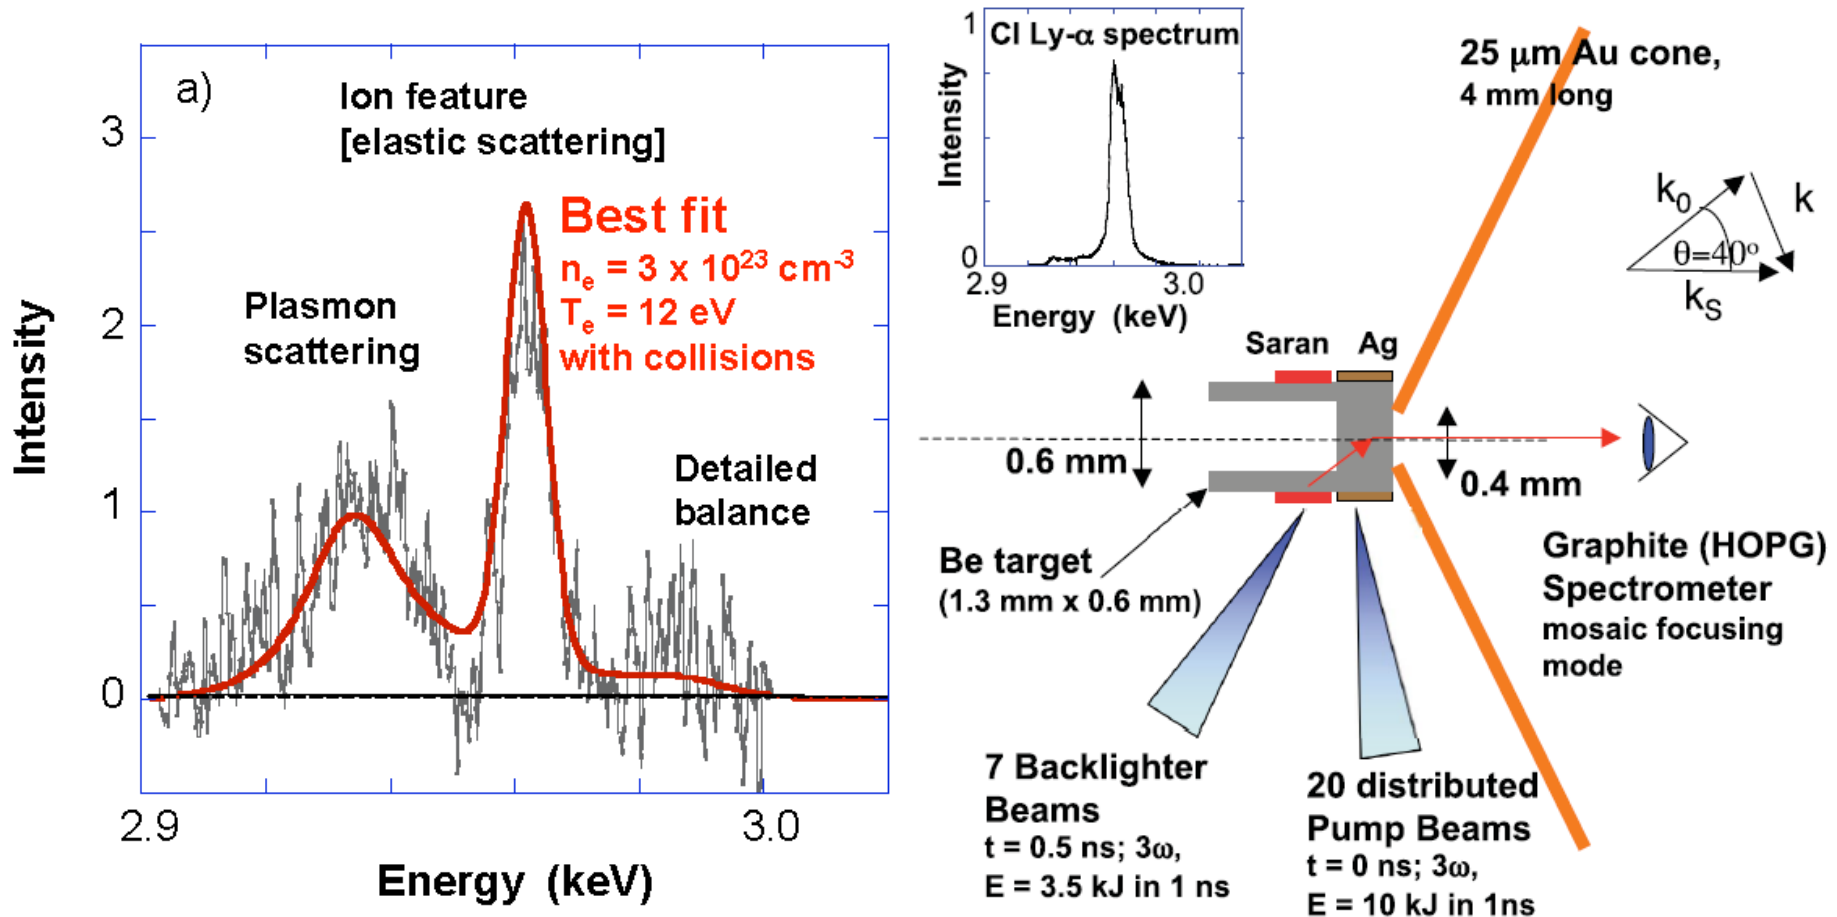 a)
Ion feature
[elastic scattering]
Best fit
nₑ = 3 x 10²³ cm⁻³
Tₑ = 12 eV
with collisions
Plasmon
scattering
Detailed
balance
3
2
1
0
Intensity
2.9
3.0
Energy (keV)
Cl Ly-α spectrum
1
0
Intensity
2.9
3.0
Energy (keV)
25 μm Au cone,
4 mm long
k₀
k
θ=40º
kS
Saran
Ag
0.6 mm
0.4 mm
Be target
(1.3 mm x 0.6 mm)
Graphite (HOPG)
Spectrometer
mosaic focusing
mode
7 Backlighter
Beams
t = 0.5 ns; 3ω,
E = 3.5 kJ in 1 ns
20 distributed
Pump Beams
t = 0 ns; 3ω,
E = 10 kJ in 1ns